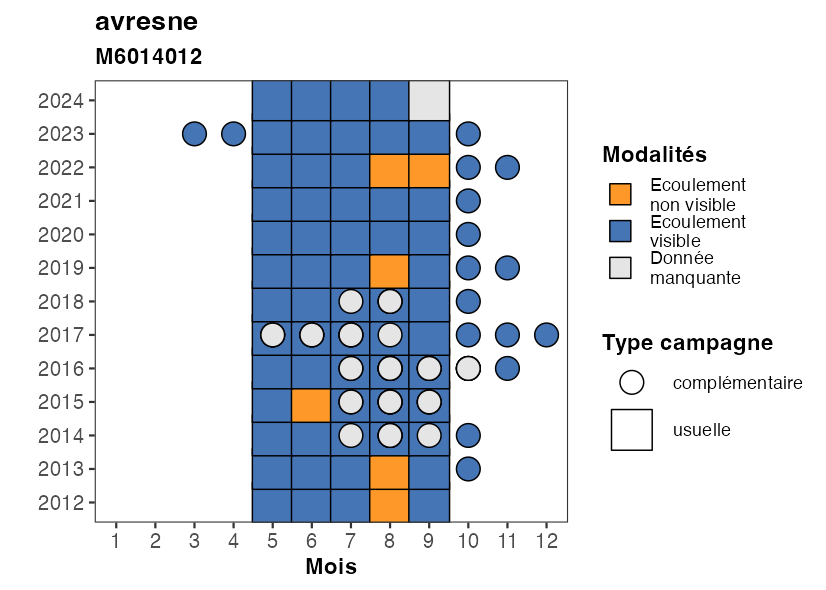 avresne
M6014012
2024
2023
2022
2021
2020
2019
2018
2017
2016
2015
2014
2013
2012
1 2 3 4 5 6 7 8 9 10 11 12
Mois
Modalités
Ecoulement
non visible
Ecoulement
visible
Donnée
manquante
Type campagne
complémentaire
usuelle